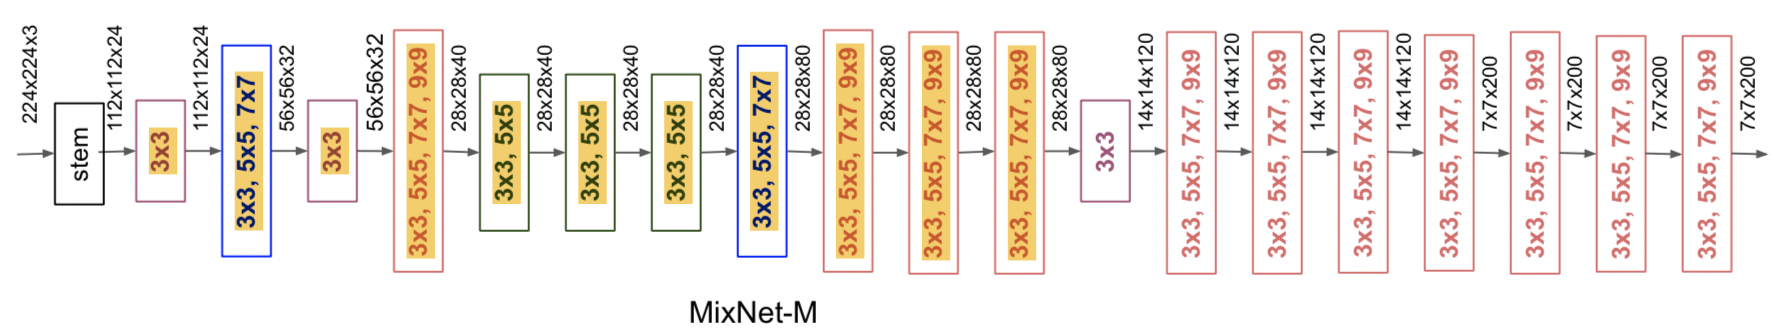 224x224x3
stem
112x112x24
3x3
112x112x24
3x3, 5x5, 7x7
56x56x32
3x3
56x56x32
3x3, 5x5, 7x7, 9x9
28x28x40
3x3, 5x5
28x28x40
3x3, 5x5
28x28x40
3x3, 5x5
28x28x40
3x3, 5x5, 7x7
28x28x80
3x3, 5x5, 7x7, 9x9
28x28x80
3x3, 5x5, 7x7, 9x9
28x28x80
3x3, 5x5, 7x7, 9x9
28x28x80
3x3
14x14x120
3x3, 5x5, 7x7, 9x9
14x14x120
3x3, 5x5, 7x7, 9x9
14x14x120
3x3, 5x5, 7x7, 9x9
14x14x120
3x3, 5x5, 7x7, 9x9
7x7x200
3x3, 5x5, 7x7, 9x9
7x7x200
3x3, 5x5, 7x7, 9x9
7x7x200
3x3, 5x5, 7x7, 9x9
7x7x200
MixNet-M